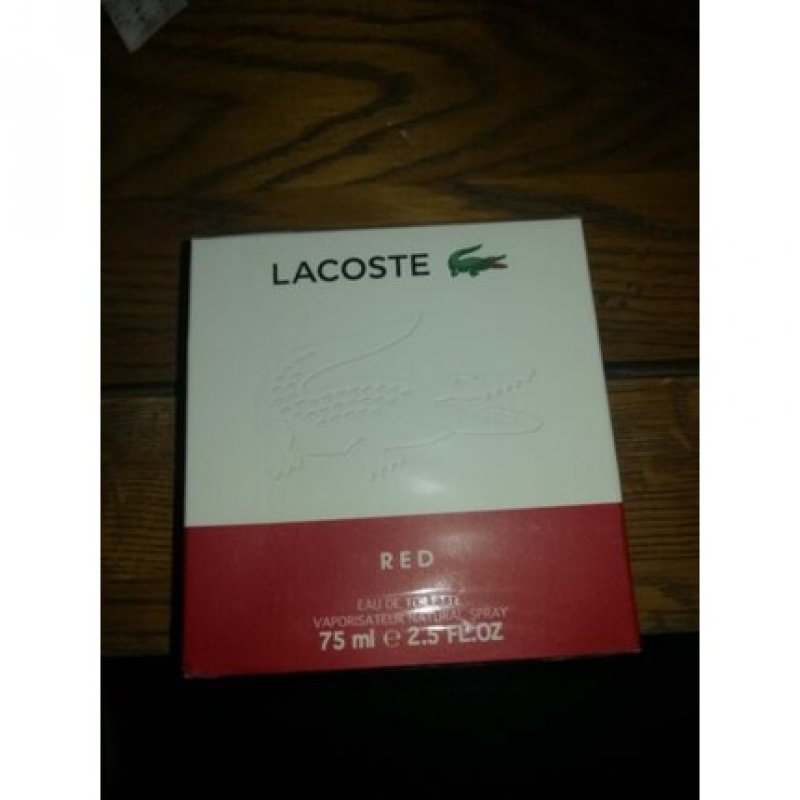 LACOSTE
RED
EAU DE TOILETTE
VAPORISATEUR NATURAL SPRAY
75 ml e 2.5 FL.OZ